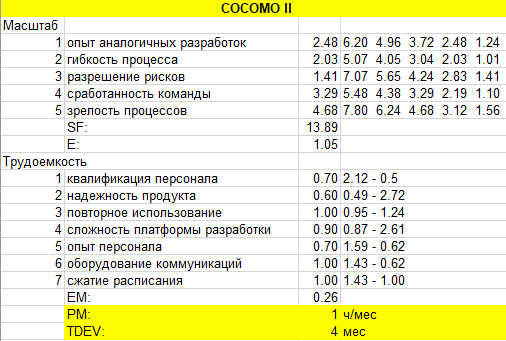 COCOMO II
Масштаб
1 опыт аналогичных разработок 2.48 6.20 4.96 3.72 2.48 1.24
2 гибкость процесса 2.03 5.07 4.05 3.04 2.03 1.01
3 разрешение рисков 1.41 7.07 5.65 4.24 2.83 1.41
4 сработанность команды 3.29 5.48 4.38 3.29 2.19 1.10
5 зрелость процессов 4.68 7.80 6.24 4.68 3.12 1.56
SF: 13.89
E: 1.05
Трудоемкость
1 квалификация персонала 0.70 2.12 - 0.5
2 надежность продукта 0.60 0.49 - 2.72
3 повторное использование 1.00 0.95 - 1.24
4 сложность платформы разработки 0.90 0.87 - 2.61
5 опыт персонала 0.70 1.59 - 0.62
6 оборудование коммуникаций 1.00 1.43 - 0.62
7 сжатие расписания 1.00 1.43 - 1.00
EM: 0.26
PM: 1 ч/мес
TDEV: 4 мес